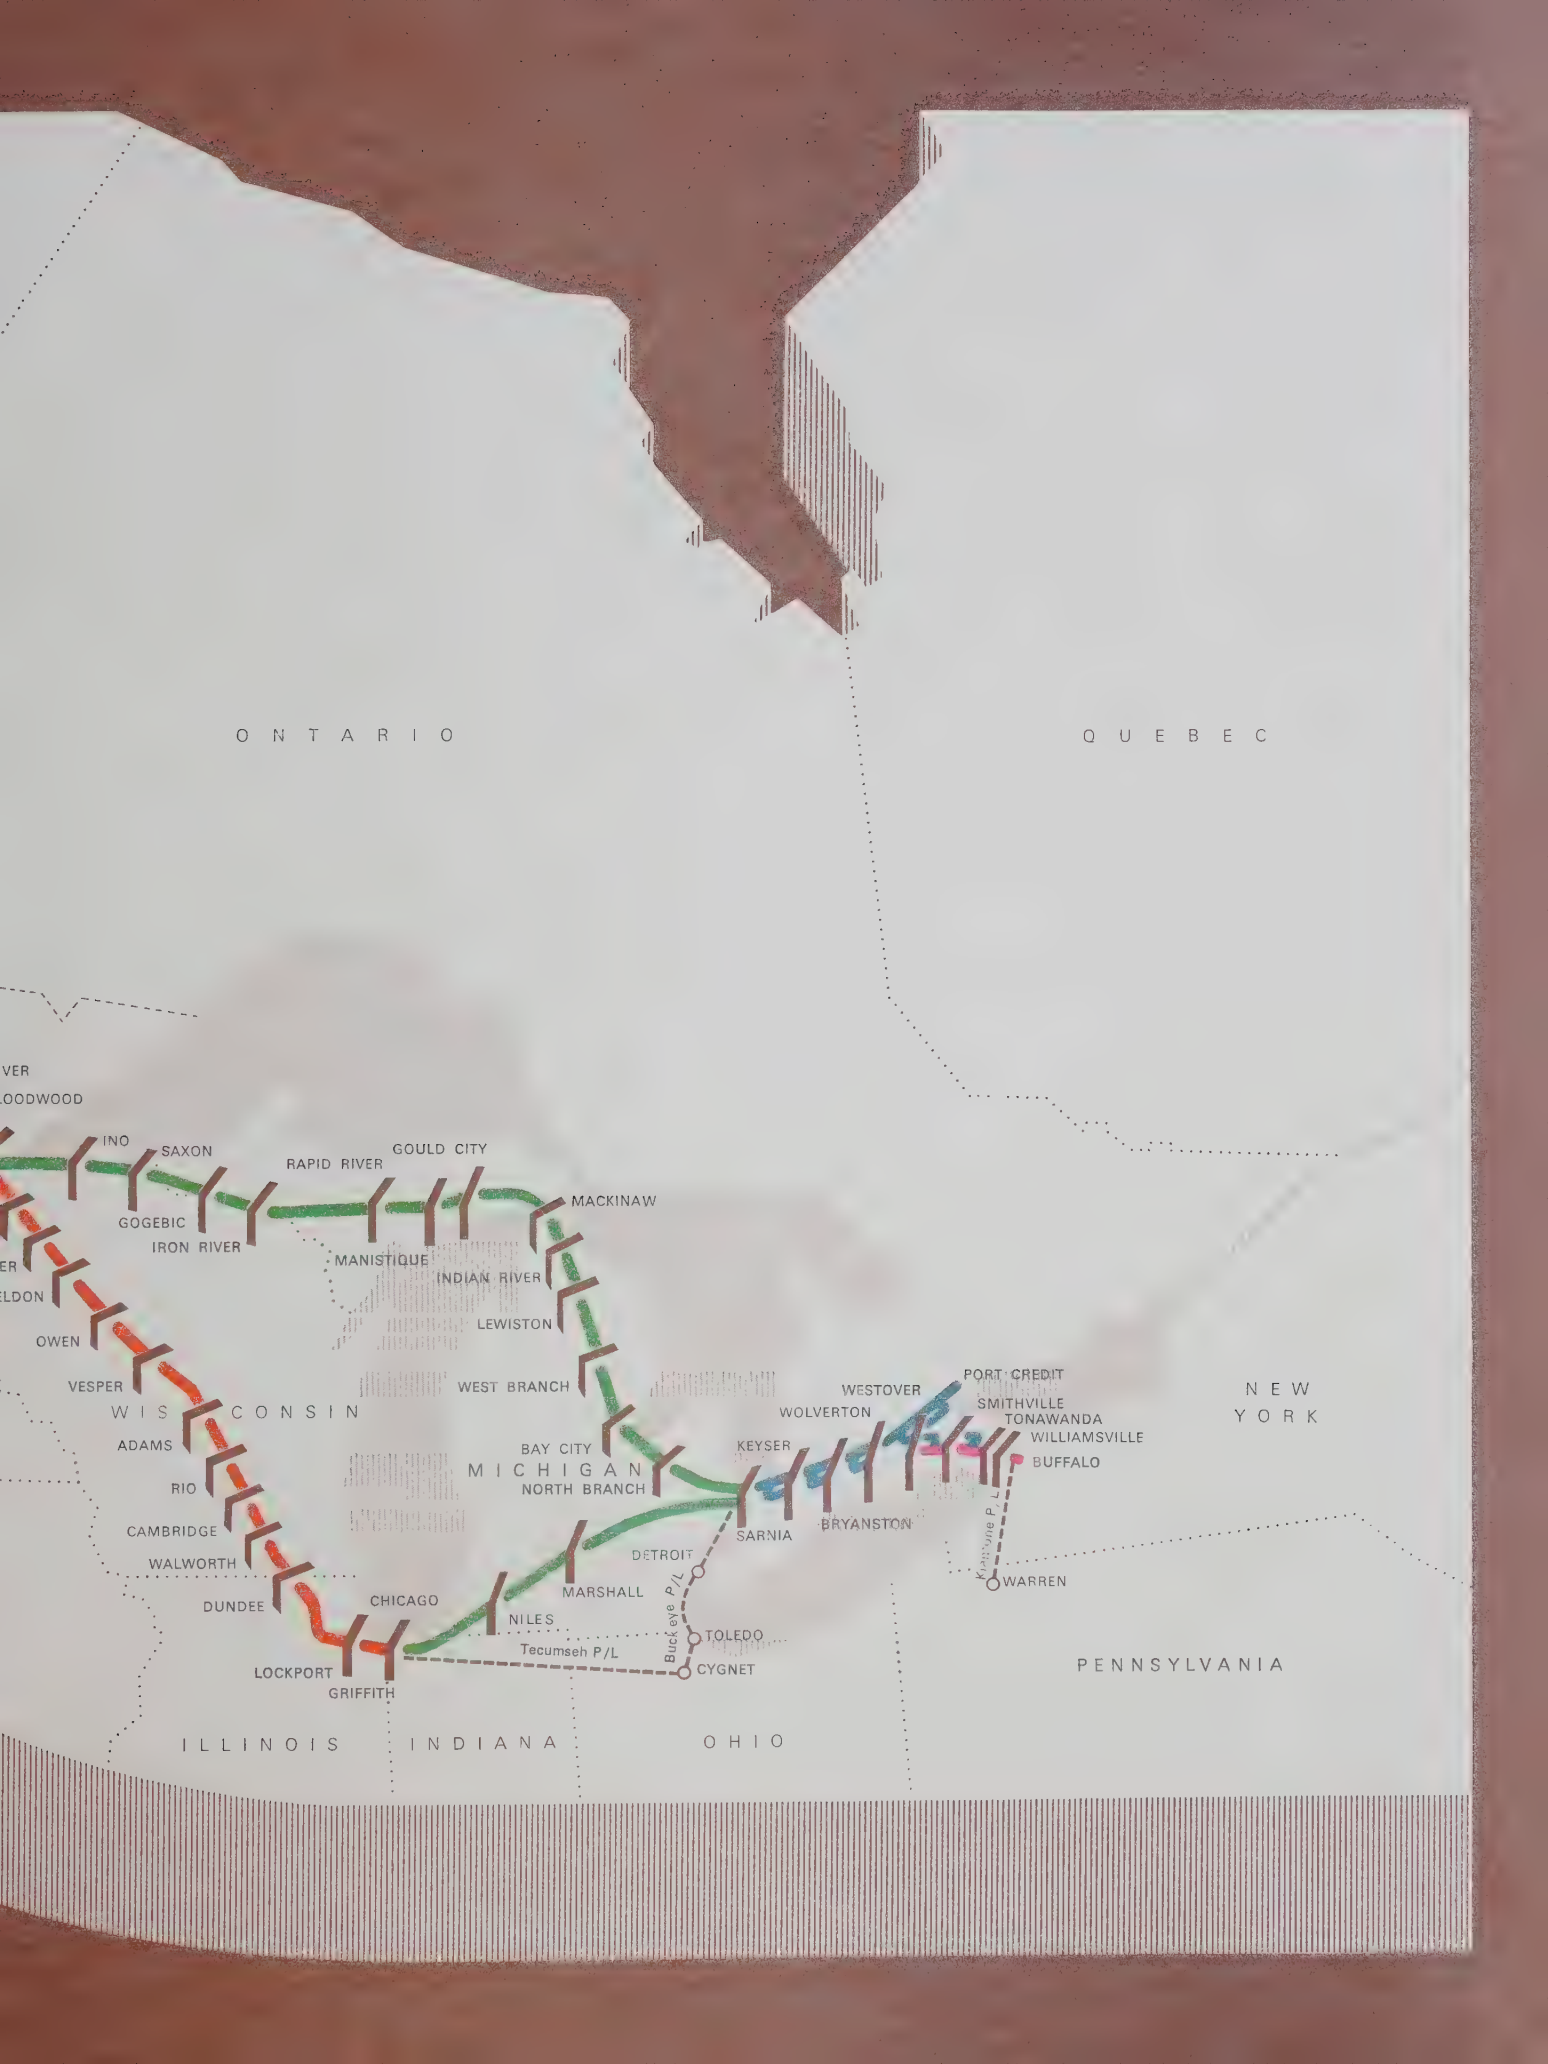 ONTARIO
QUEBEC
VER
LOODWOOD
INO
SAXON
GOULD CITY
RAPID RIVER
MACKINAW
GOGEBIC
IRON RIVER
MANISTIQUE
ER
INDIAN RIVER
ELDON
LEWISTON
OWEN
VESPER
WEST BRANCH
PORT CREDIT
WESTOVER
NEW
YORK
SMITHVILLE
WISCONSIN
WOLVERTON
TONAWANDA
WILLIAMSVILLE
ADAMS
BAY CITY
KEYSER
BUFFALO
MICHIGAN
RIO
NORTH BRANCH
CAMBRIDGE
SARNIA
BRYANSTON
Kiantone P/L
WALWORTH
DETROIT
WARREN
MARSHALL
DUNDEE
CHICAGO
NILES
Buckeye P/L
TOLEDO
Tecumseh P/L
LOCKPORT
CYGNET
PENNSYLVANIA
GRIFFITH
ILLINOIS
INDIANA
OHIO